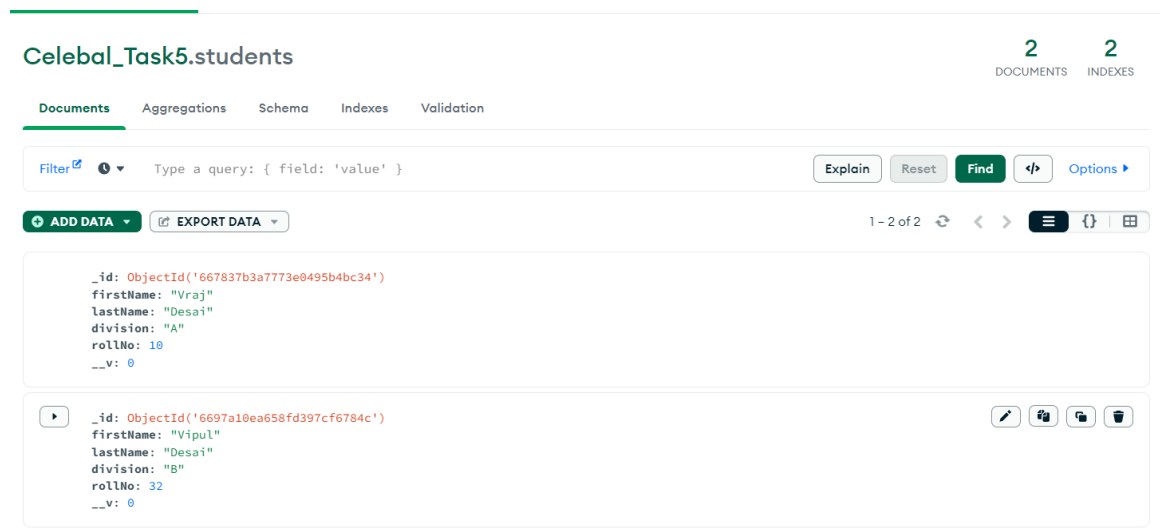 Celebal_Task5.students
2 2
DOCUMENTS INDEXES
Documents Aggregations Schema Indexes Validation
Filter Type a query: { field: 'value' } Explain Reset Find </> Options
ADD DATA EXPORT DATA 1 – 2 of 2 {}
_id: ObjectId('667837b3a7773e0495b4bc34')
firstName: "Vraj"
lastName: "Desai"
division: "A"
rollNo: 10
__v: 0
_id: ObjectId('6697a10ea658fd397cf6784c')
firstName: "Vipul"
lastName: "Desai"
division: "B"
rollNo: 32
__v: 0